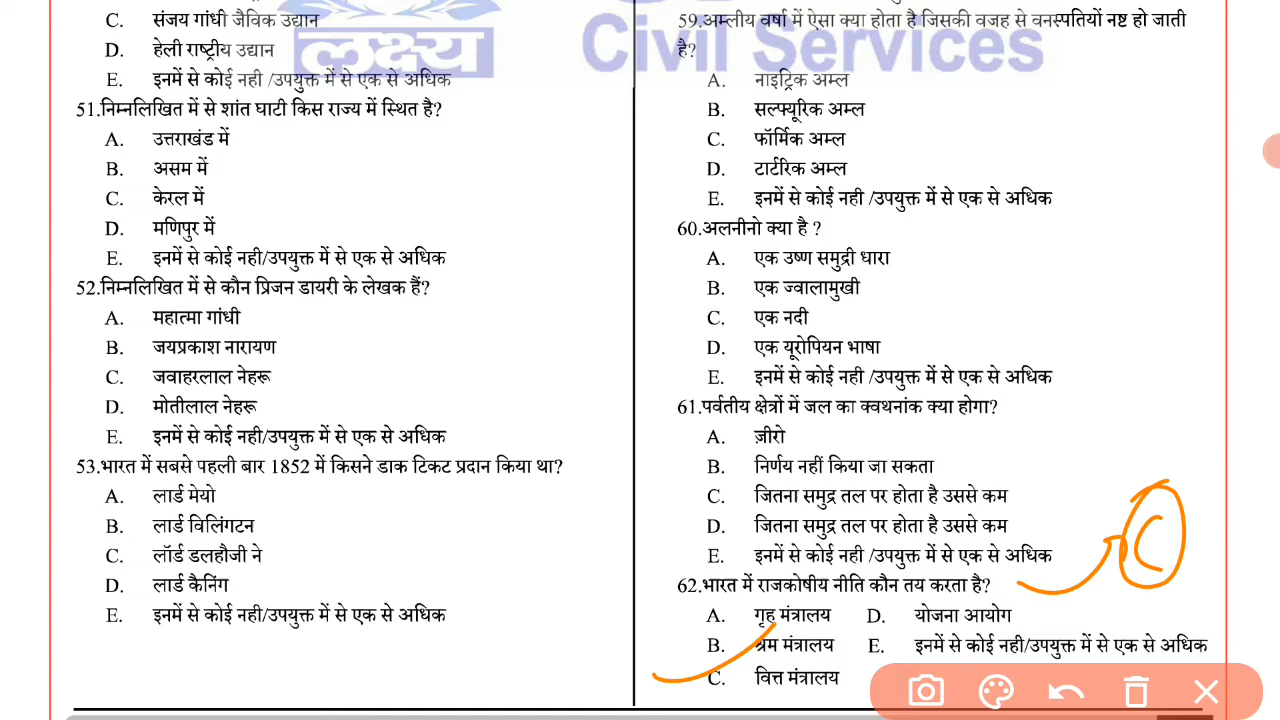 C. संजय गांधी जैविक उद्यान
D. हेली राष्ट्रीय उद्यान
E. इनमें से कोई नही /उपयुक्त में से एक से अधिक
51.निम्नलिखित में से शांत घाटी किस राज्य में स्थित है?
A. उत्तराखंड में
B. असम में
C. केरल में
D. मणिपुर में
E. इनमें से कोई नही/उपयुक्त में से एक से अधिक
52.निम्नलिखित में से कौन प्रिजन डायरी के लेखक हैं?
A. महात्मा गांधी
B. जयप्रकाश नारायण
C. जवाहरलाल नेहरू
D. मोतीलाल नेहरू
E. इनमें से कोई नही/उपयुक्त में से एक से अधिक
53.भारत में सबसे पहली बार 1852 में किसने डाक टिकट प्रदान किया था?
A. लार्ड मेयो
B. लार्ड विलिंगटन
C. लॉर्ड डलहौजी ने
D. लार्ड कैनिंग
E. इनमें से कोई नही/उपयुक्त में से एक से अधिक
लक्ष्य Civil Services
59.अम्लीय वर्षा में ऐसा क्या होता है जिसकी वजह से वनस्पतियों नष्ट हो जाती
है?
A. नाइट्रिक अम्ल
B. सल्फ्यूरिक अम्ल
C. फॉर्मिक अम्ल
D. टार्टरिक अम्ल
E. इनमें से कोई नही /उपयुक्त में से एक से अधिक
60.अलनीनो क्या है ?
A. एक उष्ण समुद्री धारा
B. एक ज्वालामुखी
C. एक नदी
D. एक यूरोपियन भाषा
E. इनमें से कोई नही /उपयुक्त में से एक से अधिक
61.पर्वतीय क्षेत्रों में जल का क्वथनांक क्या होगा?
A. ज़ीरो
B. निर्णय नहीं किया जा सकता
C. जितना समुद्र तल पर होता है उससे कम
D. जितना समुद्र तल पर होता है उससे कम
E. इनमें से कोई नही /उपयुक्त में से एक से अधिक
C
62.भारत में राजकोषीय नीति कौन तय करता है?
A. गृह मंत्रालय D. योजना आयोग
B. श्रम मंत्रालय E. इनमें से कोई नही/उपयुक्त में से एक से अधिक
C. वित्त मंत्रालय